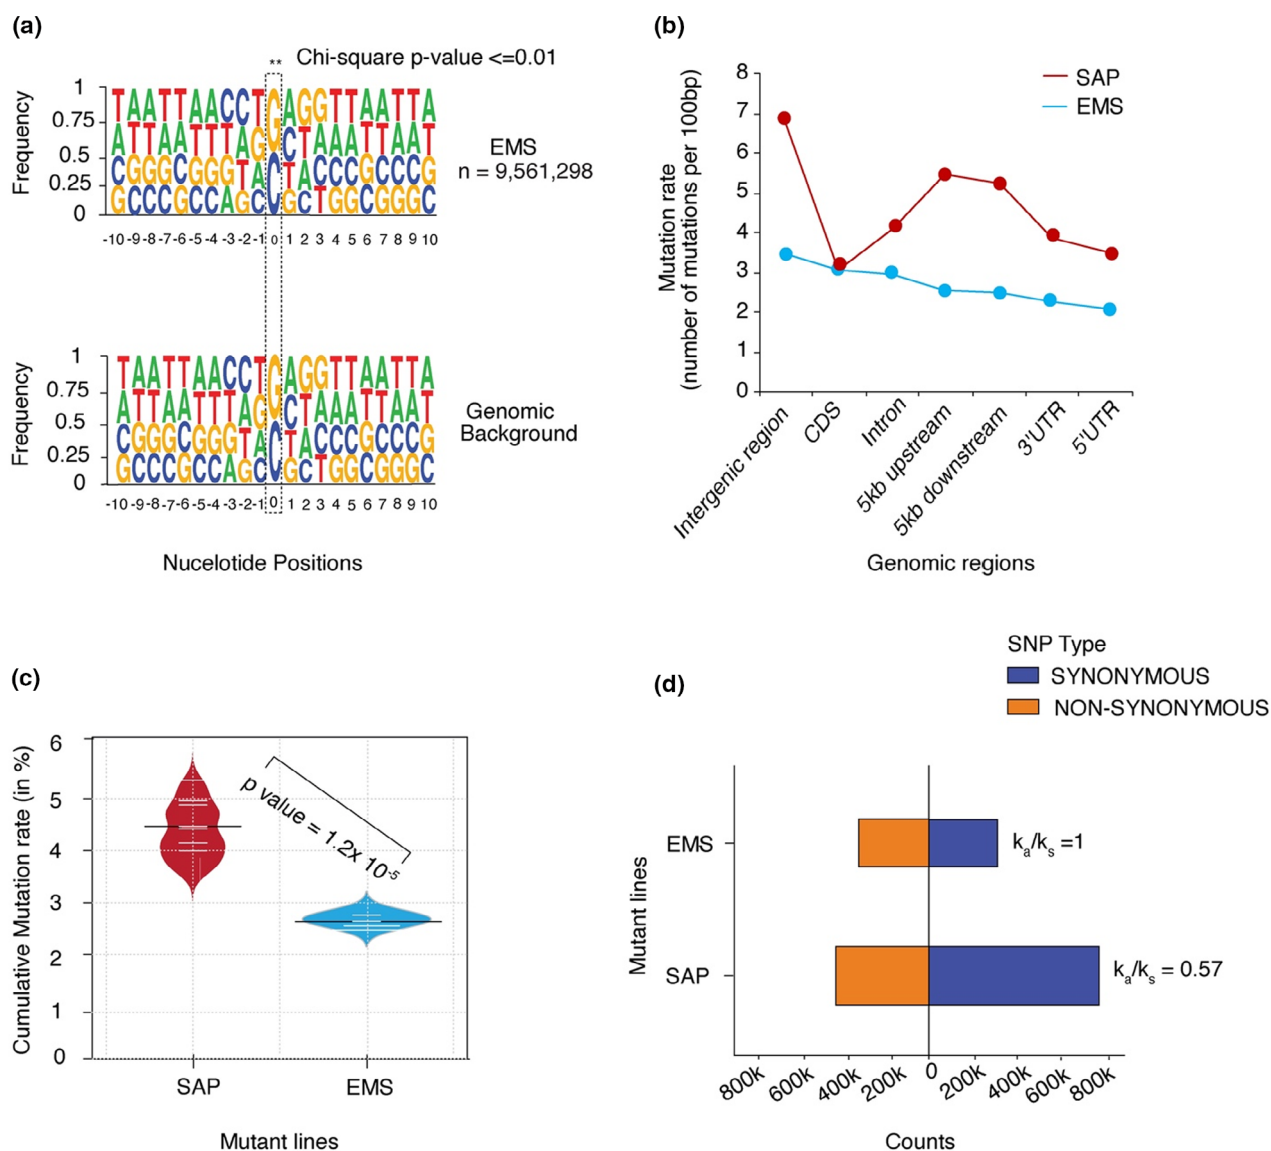 (a)
** Chi-square p-value <=0.01
Frequency
1
0.75
0.5
0.25
0
TAATTAACCTGAGGTTAATTA
ATTAATTTAGCTAAATTAAT
CGGGCGGGTACTACCCGCCCG
GCCCGCCAGCGCTGGCGGGC
-10 -9 -8 -7 -6 -5 -4 -3 -2 -1 0 1 2 3 4 5 6 7 8 9 10
EMS
n = 9,561,298
Frequency
1
0.75
0.5
0.25
0
TAATTAACCTGAGGTTAATTA
ATTAATTTAGCTAAATTAAT
CGGGCGGGTACTACCCGCCCG
GCCCGCCAGCGCTGGCGGGC
-10 -9 -8 -7 -6 -5 -4 -3 -2 -1 0 1 2 3 4 5 6 7 8 9 10
Genomic
Background
Nucelotide Positions
(b)
Mutation rate
(number of mutations per 100bp)
8
7
6
5
4
3
2
1
0
SAP
EMS
Intergenic region
CDS
Intron
5kb upstream
5kb downstream
3'UTR
5'UTR
Genomic regions
(c)
Cumulative Mutation rate (in %)
6
5
4
3
2
1
0
p value = 1.2x 10-5
SAP
EMS
Mutant lines
(d)
SNP Type
SYNONYMOUS
NON-SYNONYMOUS
Mutant lines
EMS
ka/ks =1
SAP
ka/ks = 0.57
800k
600k
400k
200k
0
200k
400k
600k
800k
Counts